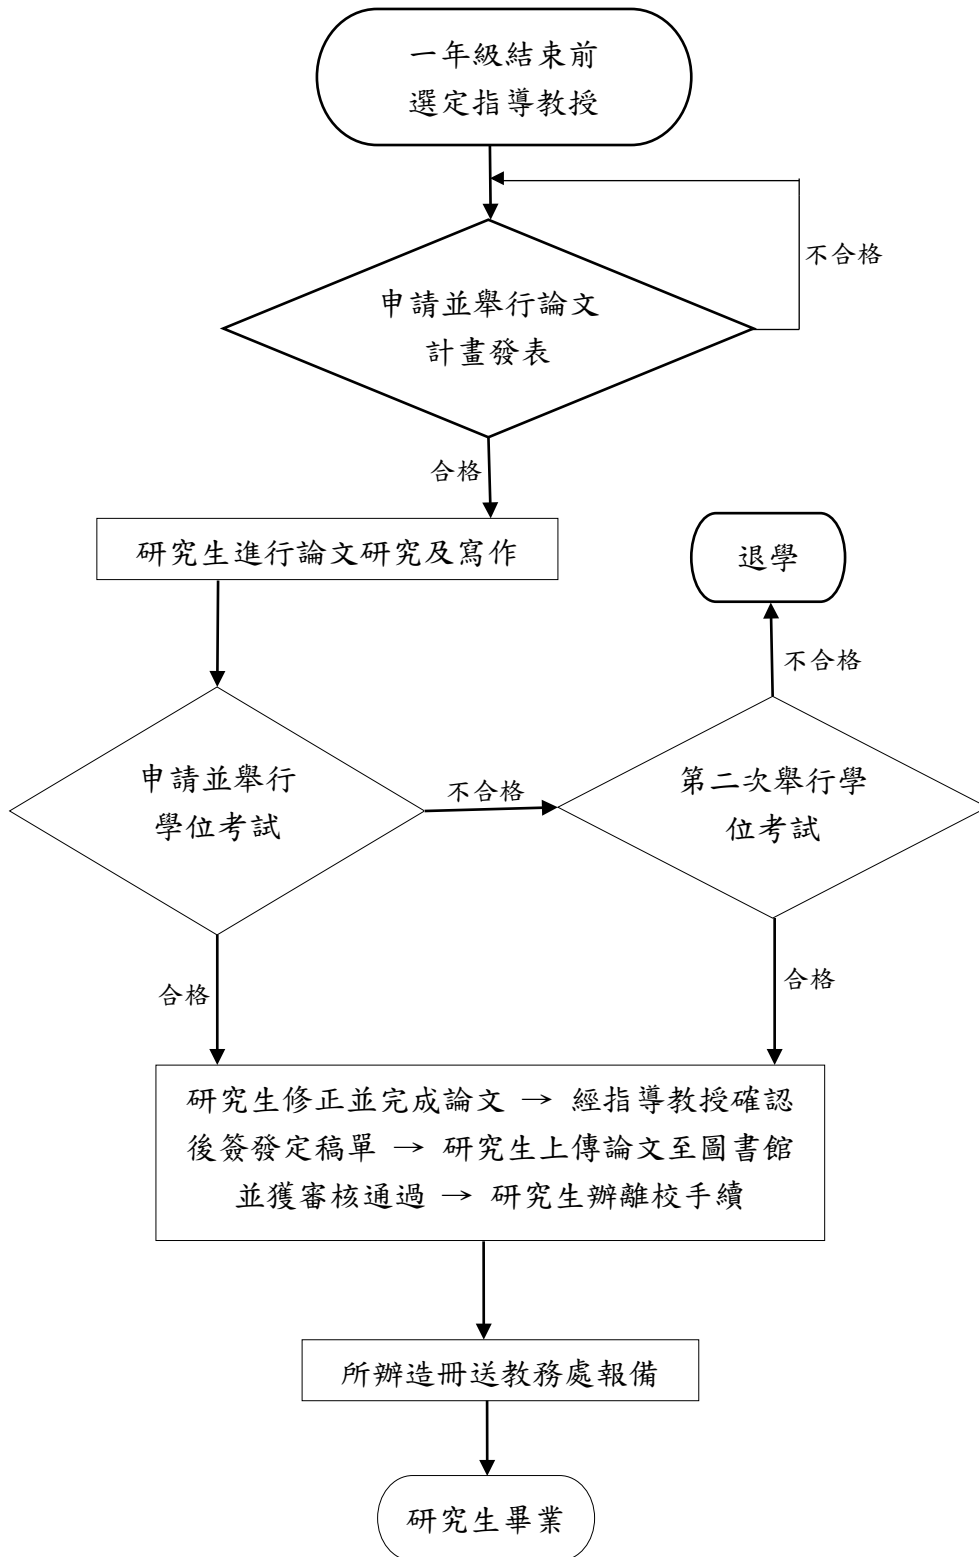 一年級結束前
選定指導教授
不合格
申請並舉行論文
計畫發表
合格
研究生進行論文研究及寫作
退學
不合格
申請並舉行
學位考試
不合格
第二次舉行學
位考試
合格
合格
研究生修正並完成論文 → 經指導教授確認
後簽發定稿單 → 研究生上傳論文至圖書館
並獲審核通過 → 研究生辦離校手續
所辦造冊送教務處報備
研究生畢業